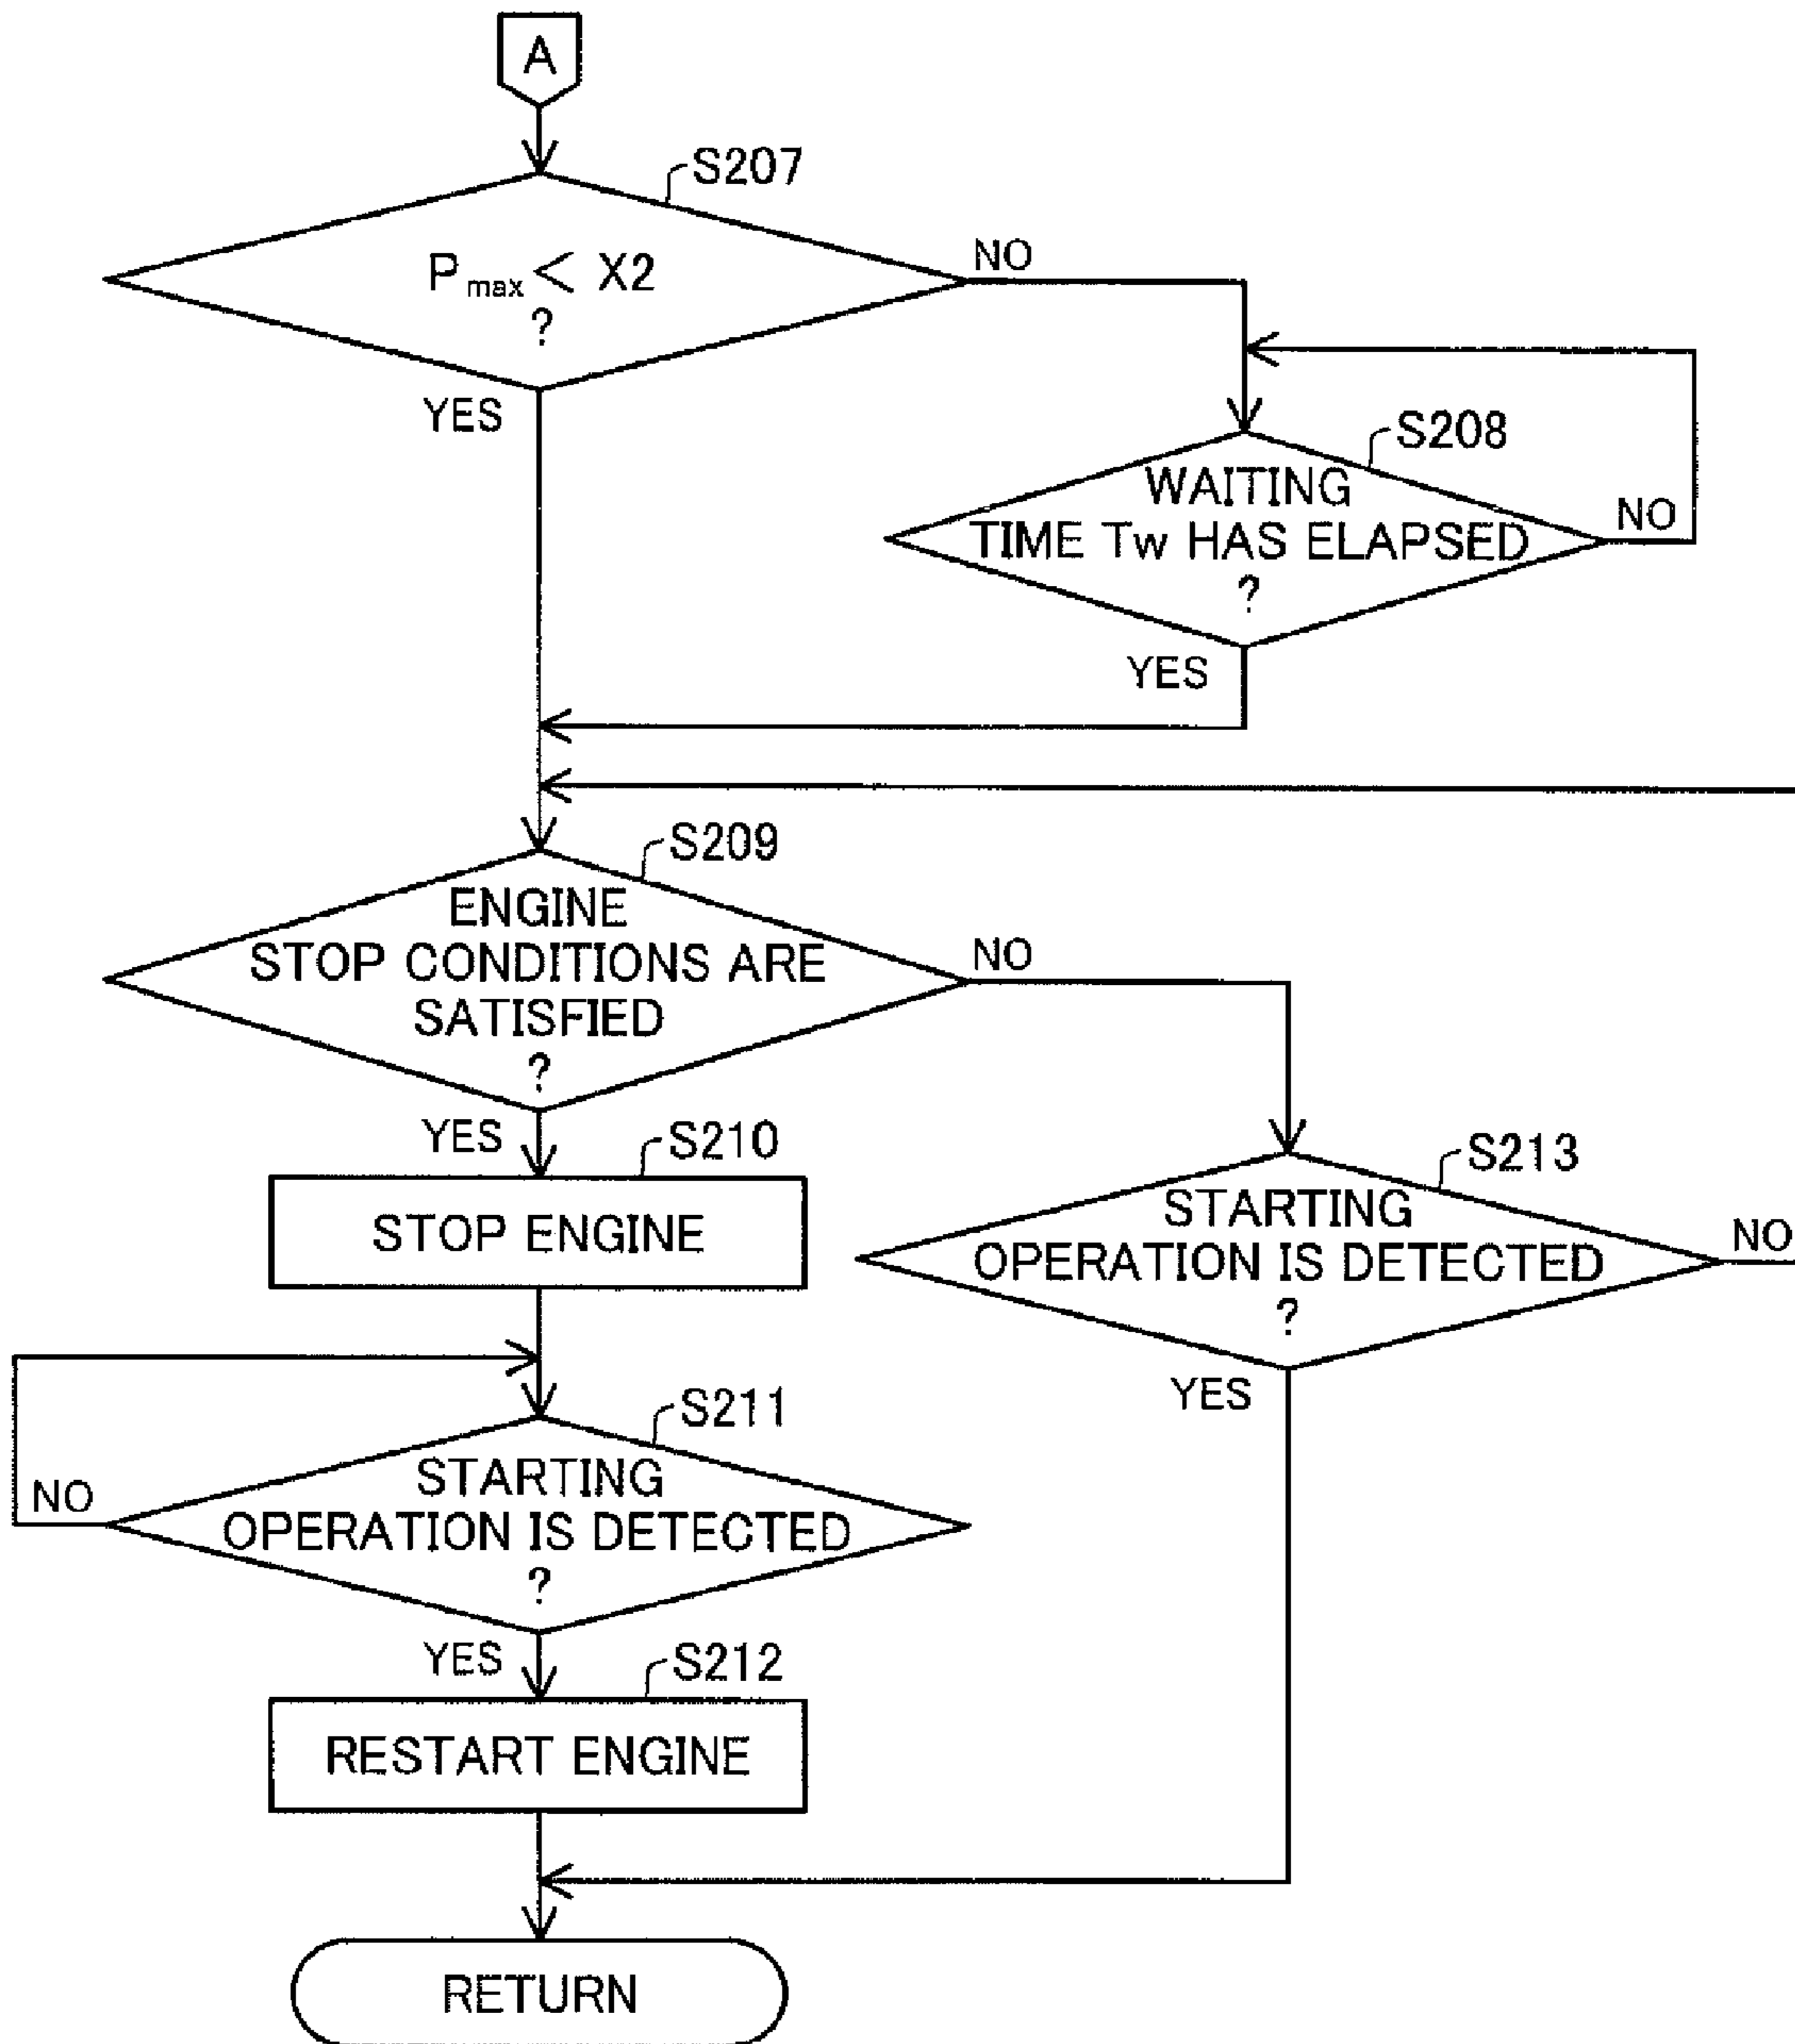 A
S207
Pmax < X2
?
NO
YES
S208
WAITING
TIME Tw HAS ELAPSED
?
NO
YES
S209
ENGINE
STOP CONDITIONS ARE
SATISFIED
?
NO
YES
S210
STOP ENGINE
S213
STARTING
OPERATION IS DETECTED
?
NO
YES
S211
STARTING
OPERATION IS DETECTED
?
NO
YES
S212
RESTART ENGINE
RETURN